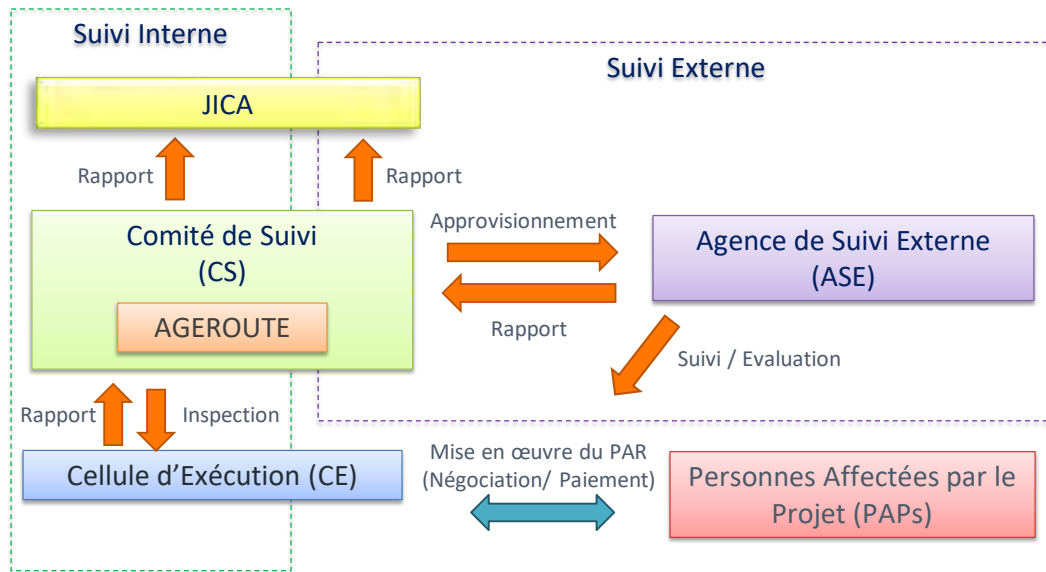 Suivi Interne
Suivi Externe
JICA
Rapport
Rapport
Comité de Suivi
(CS)
AGEROUTE
Approvisionnement
Rapport
Agence de Suivi Externe
(ASE)
Suivi / Evaluation
Rapport
Inspection
Cellule d’Exécution (CE)
Mise en œuvre du PAR
(Négociation/ Paiement)
Personnes Affectées par le
Projet (PAPs)